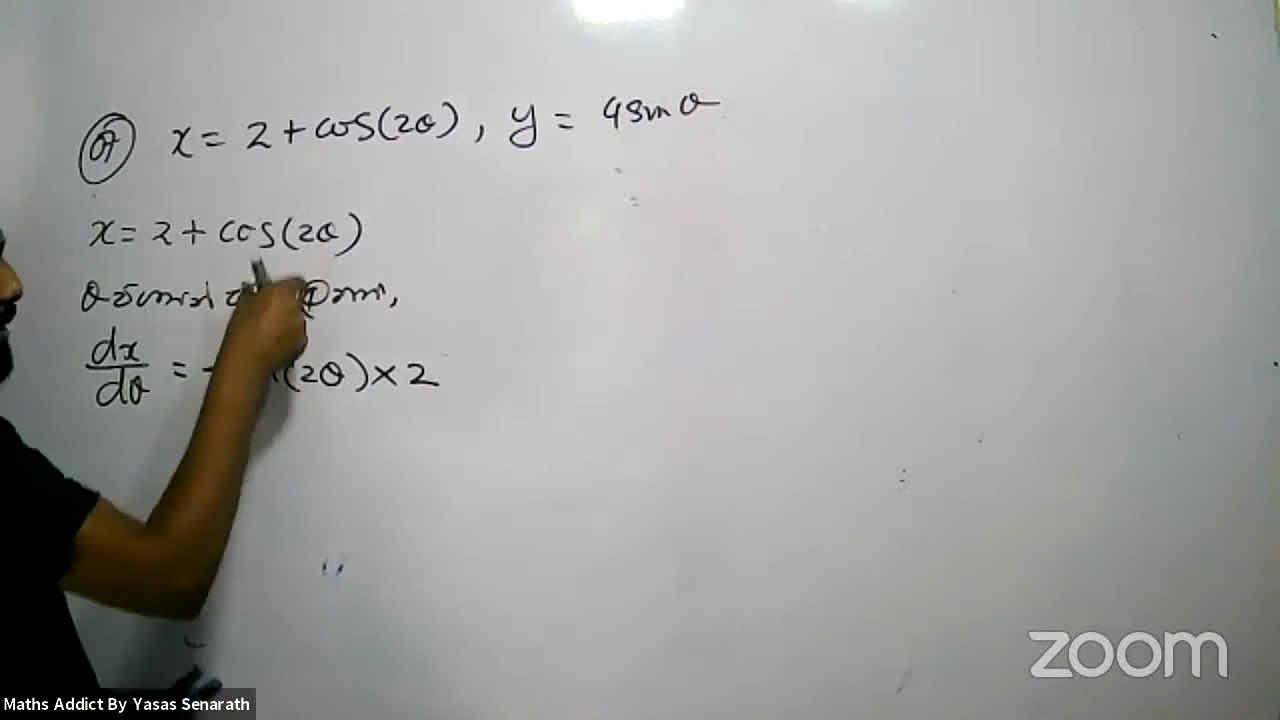 x = 2 + cos(2θ), y = 4sinθ
x = 2 + cos(2θ)
dx/dθ = (2θ) × 2
zoom
Maths Addict By Yasas Senarath